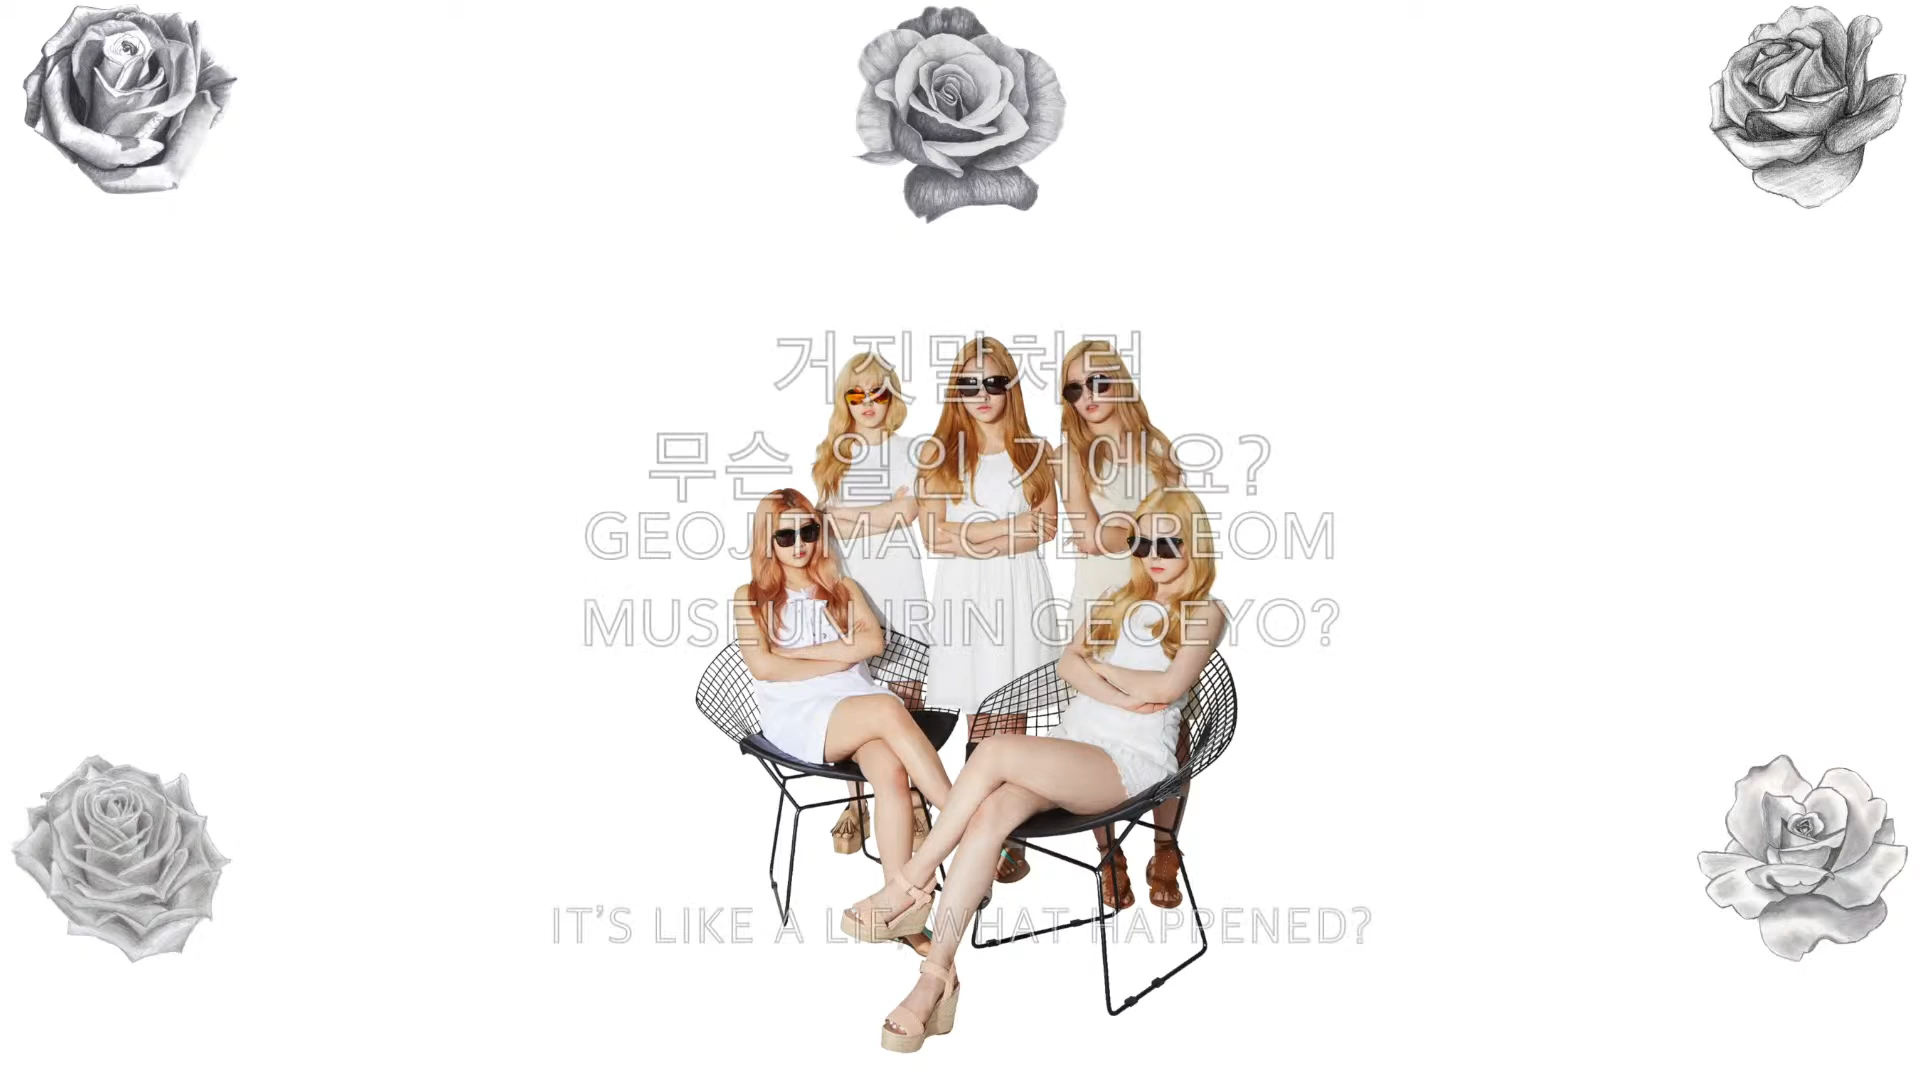 거짓말처럼
무슨 일인 거에요?
GEOJITMALCHEOREOM
MUSEUN IRIN GEOEYO?
IT'S LIKE A LIE, WHAT HAPPENED?